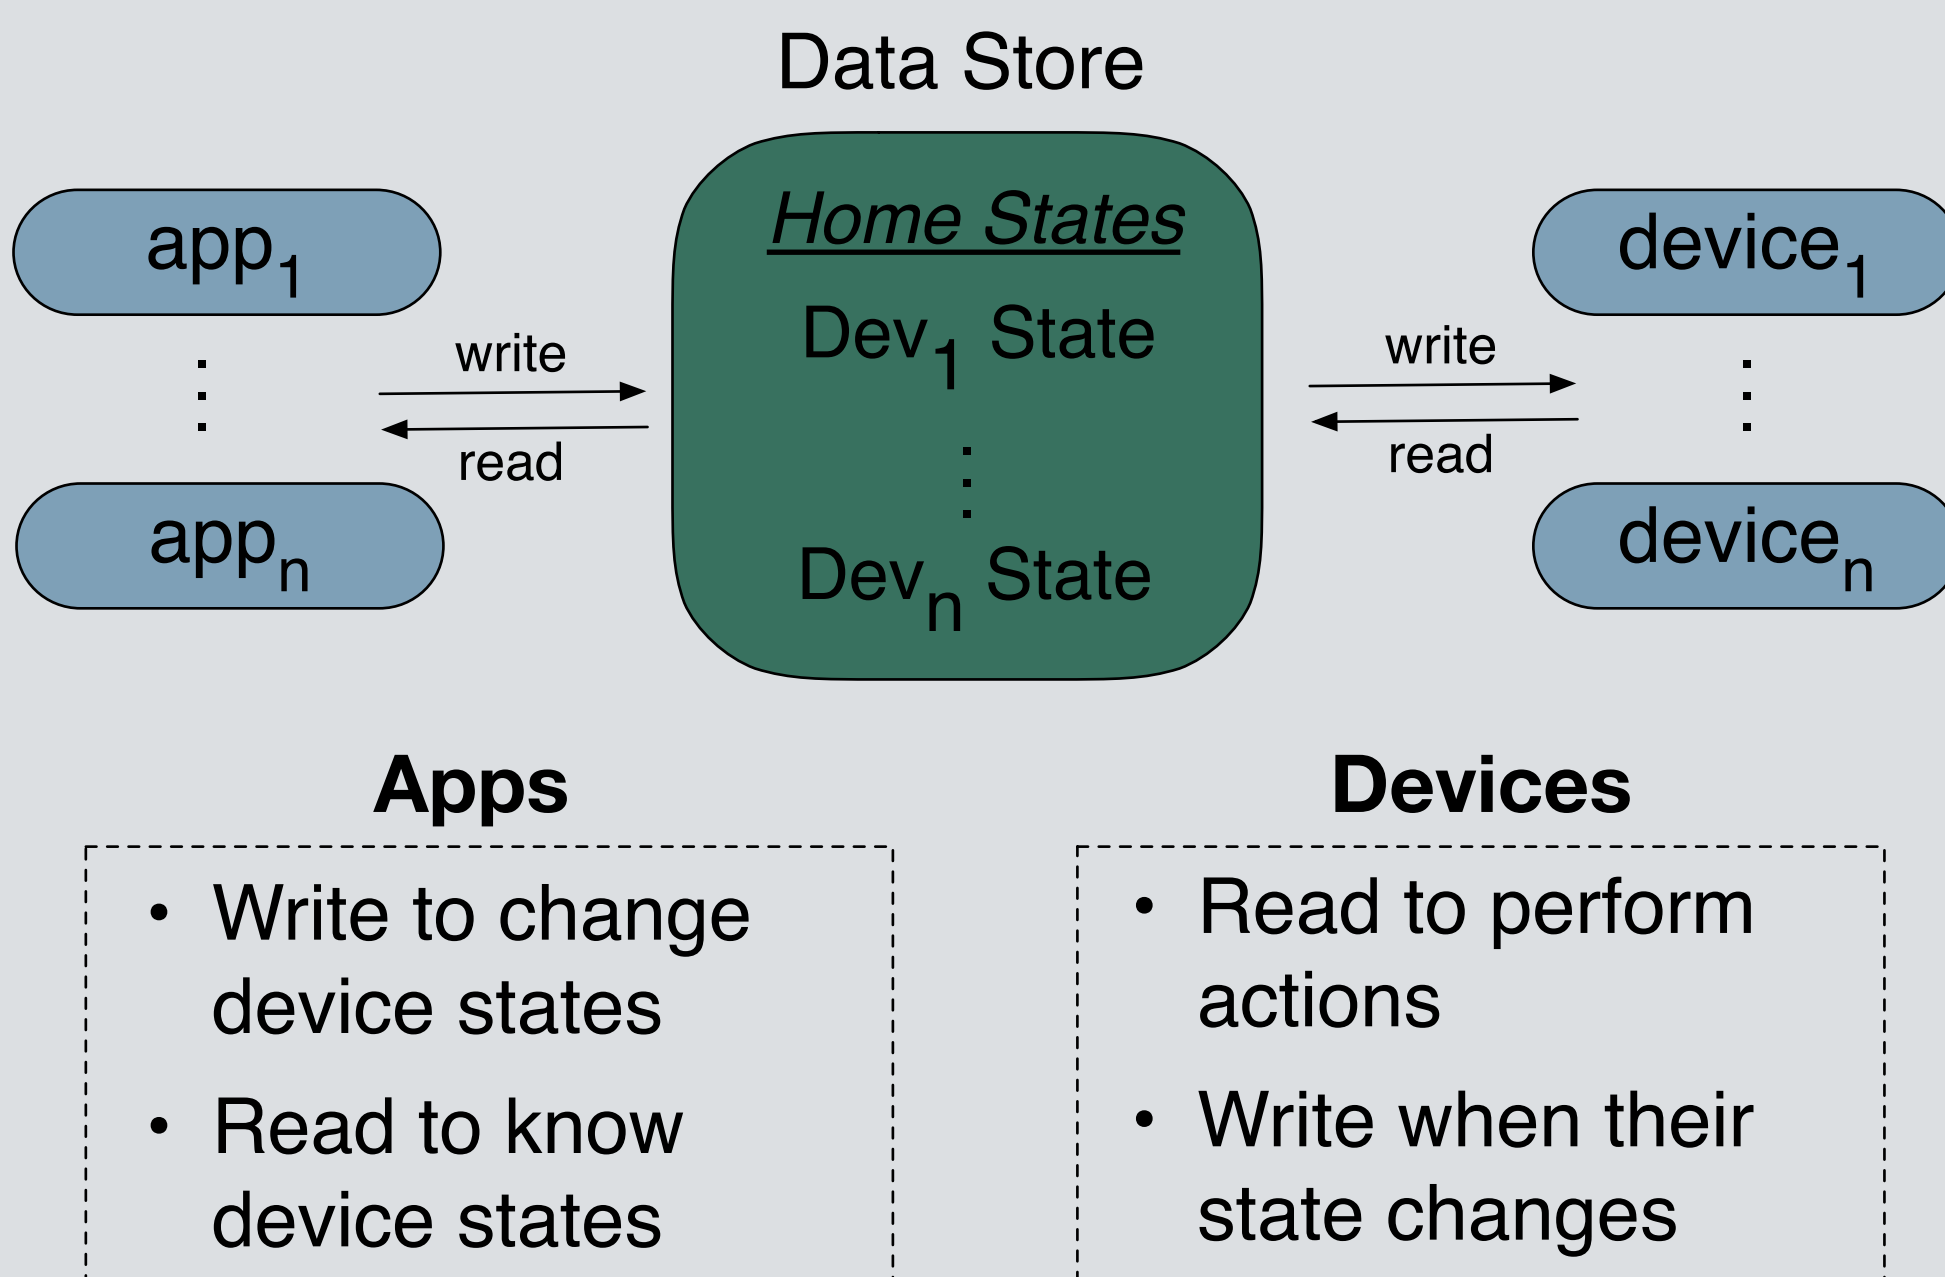 Data Store
app1
appn
write
read
Home States
Dev1 State
Devn State
write
read
device1
devicen
Apps
• Write to change
device states
• Read to know
device states
Devices
• Read to perform
actions
• Write when their
state changes